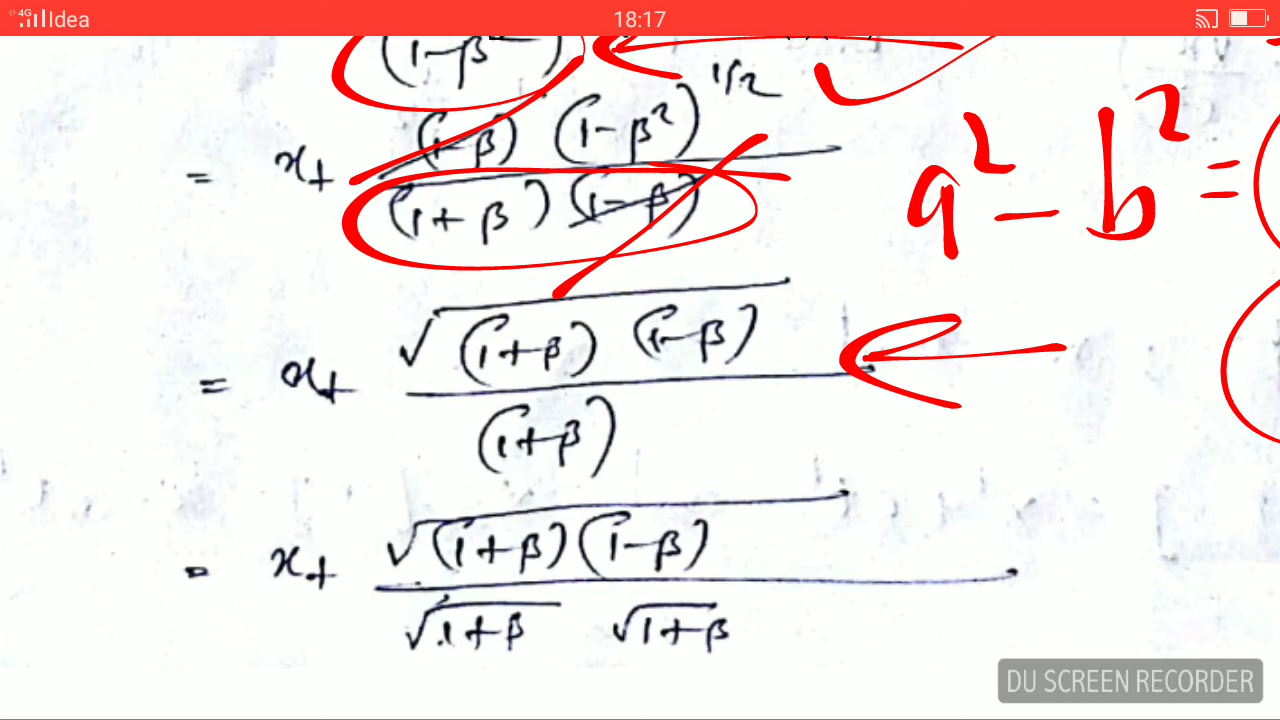 4G Idea 18:17
(1-β²)
= x+ (1-β) (1-β²)^1/2
(1+β) (1-β)
a² - b² =
= x+ √(1+β) (1-β)
(1+β)
= x+ √(1+β)(1-β)
√1+β √1+β
DU SCREEN RECORDER